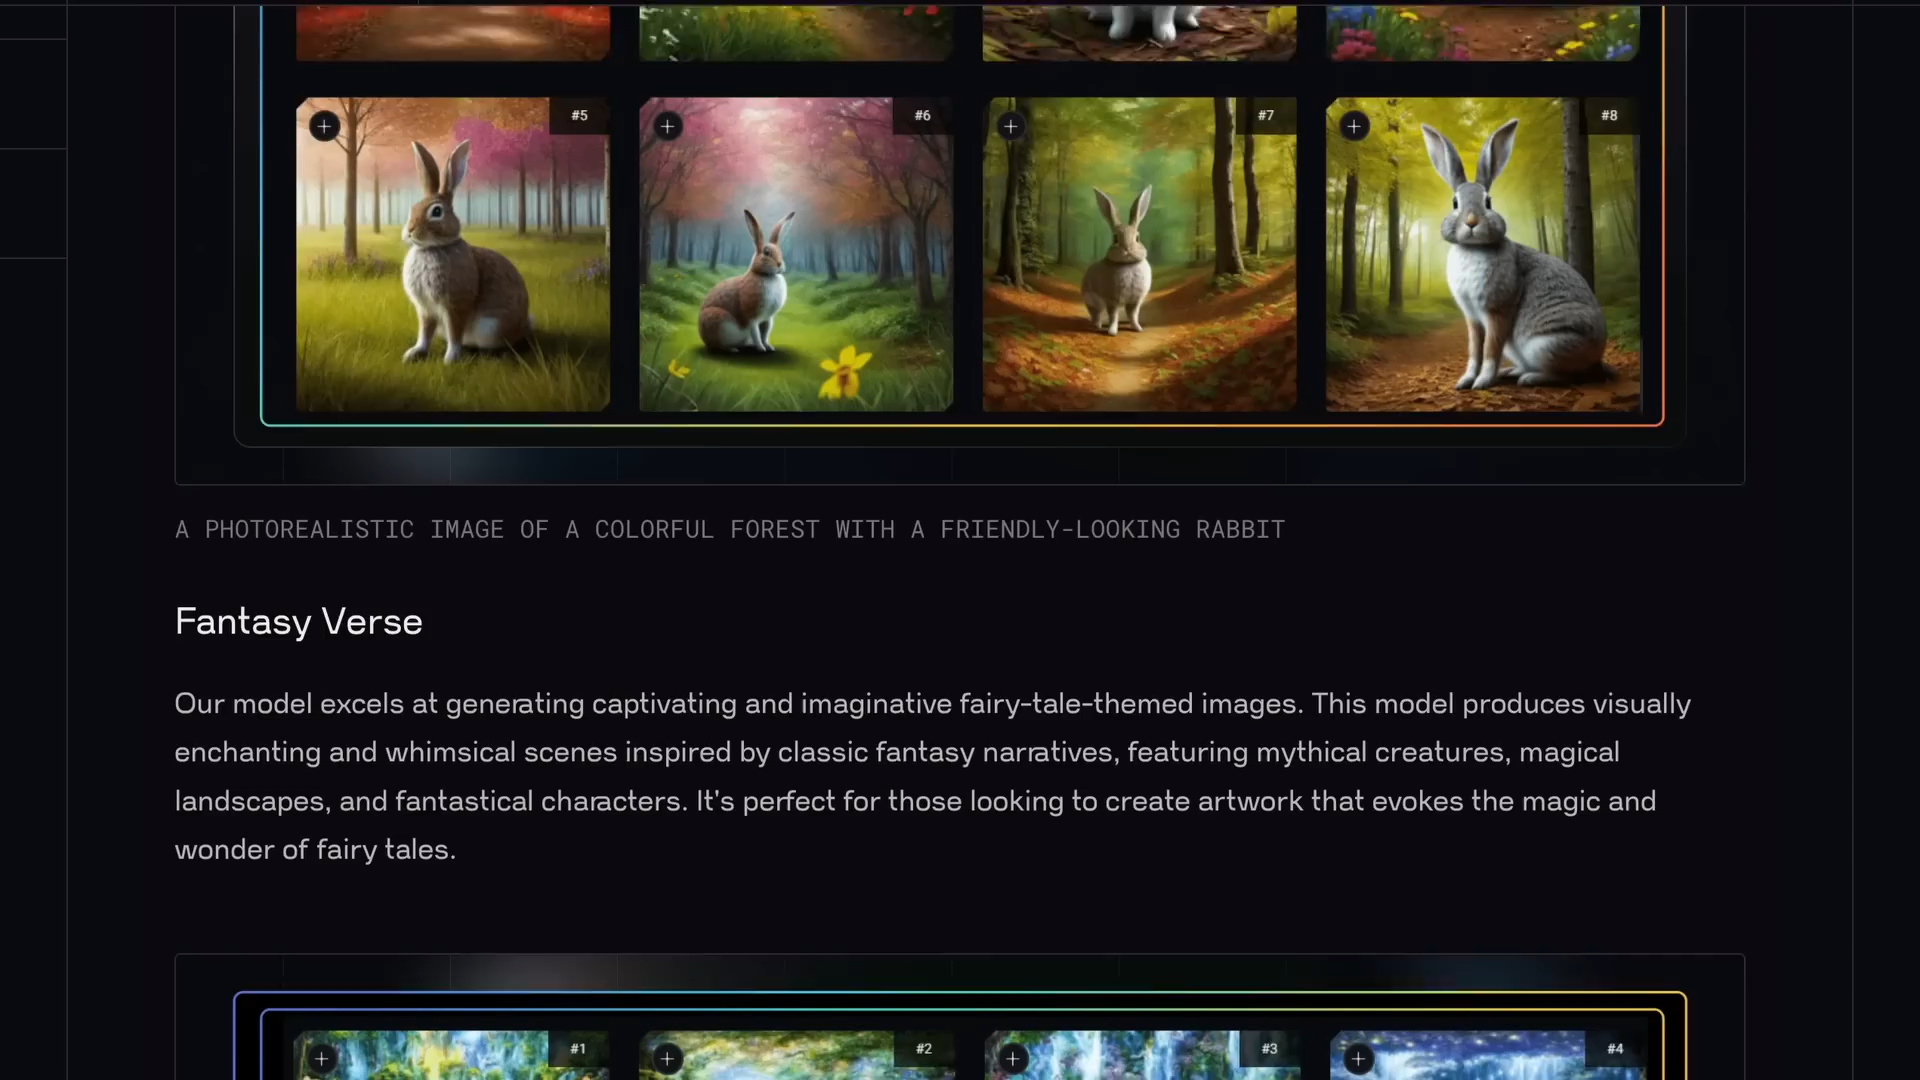 #5
#6
#7
#8
A PHOTOREALISTIC IMAGE OF A COLORFUL FOREST WITH A FRIENDLY-LOOKING RABBIT
Fantasy Verse
Our model excels at generating captivating and imaginative fairy-tale-themed images. This model produces visually
enchanting and whimsical scenes inspired by classic fantasy narratives, featuring mythical creatures, magical
landscapes, and fantastical characters. It's perfect for those looking to create artwork that evokes the magic and
wonder of fairy tales.
#1
#2
#3
#4